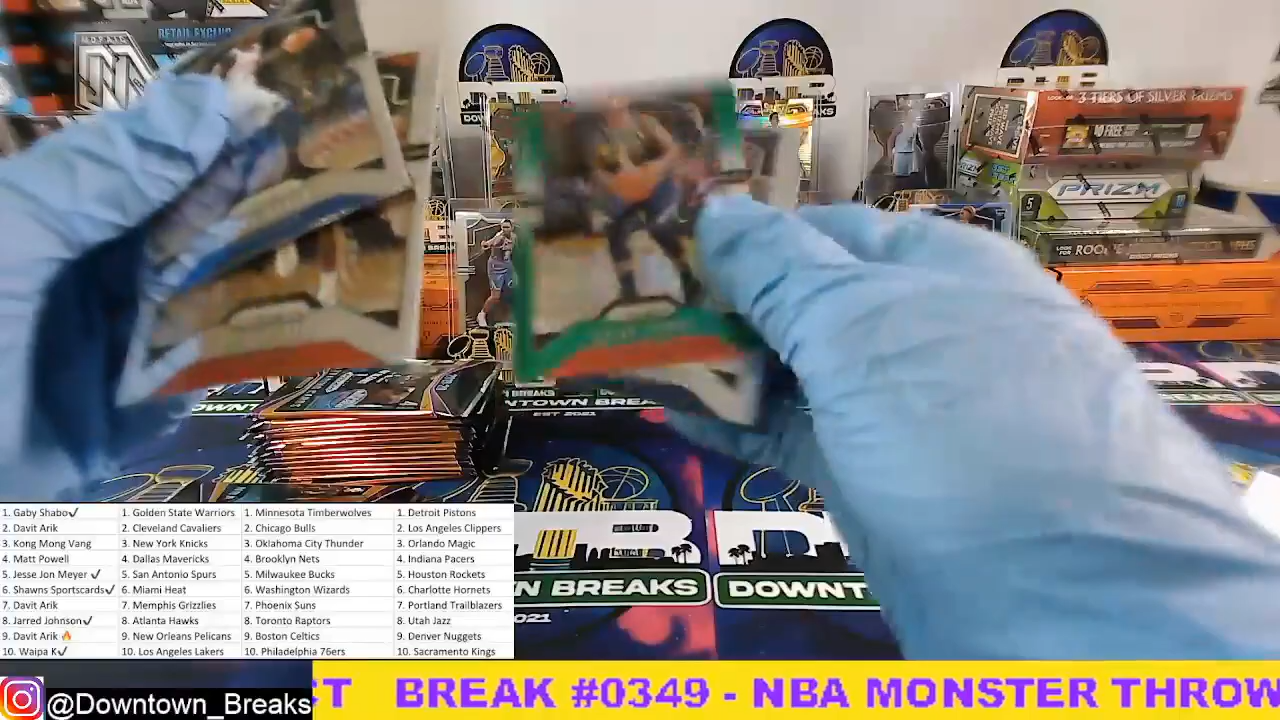 RETAIL EXCLUS
MOSAIC
LOOK FOR 3 TIERS OF SILVER PRIZMS
PRIZM
5
LOOK FOR ROO
BREAKS
DOWNTOWN BREAKS
EST 2021
N BREAKS
DOWNT
2021
1. Gaby Shabo✓ 1. Golden State Warriors 1. Minnesota Timberwolves 1. Detroit Pistons
2. Davit Arik 2. Cleveland Cavaliers 2. Chicago Bulls 2. Los Angeles Clippers
3. Kong Mong Vang 3. New York Knicks 3. Oklahoma City Thunder 3. Orlando Magic
4. Matt Powell 4. Dallas Mavericks 4. Brooklyn Nets 4. Indiana Pacers
5. Jesse Jon Meyer ✓ 5. San Antonio Spurs 5. Milwaukee Bucks 5. Houston Rockets
6. Shawns Sportscards✓ 6. Miami Heat 6. Washington Wizards 6. Charlotte Hornets
7. Davit Arik 7. Memphis Grizzlies 7. Phoenix Suns 7. Portland Trailblazers
8. Jarred Johnson✓ 8. Atlanta Hawks 8. Toronto Raptors 8. Utah Jazz
9. Davit Arik 🔥 9. New Orleans Pelicans 9. Boston Celtics 9. Denver Nuggets
10. Waipa K✓ 10. Los Angeles Lakers 10. Philadelphia 76ers 10. Sacramento Kings
@Downtown_Breaks
CT BREAK #0349 - NBA MONSTER THROW